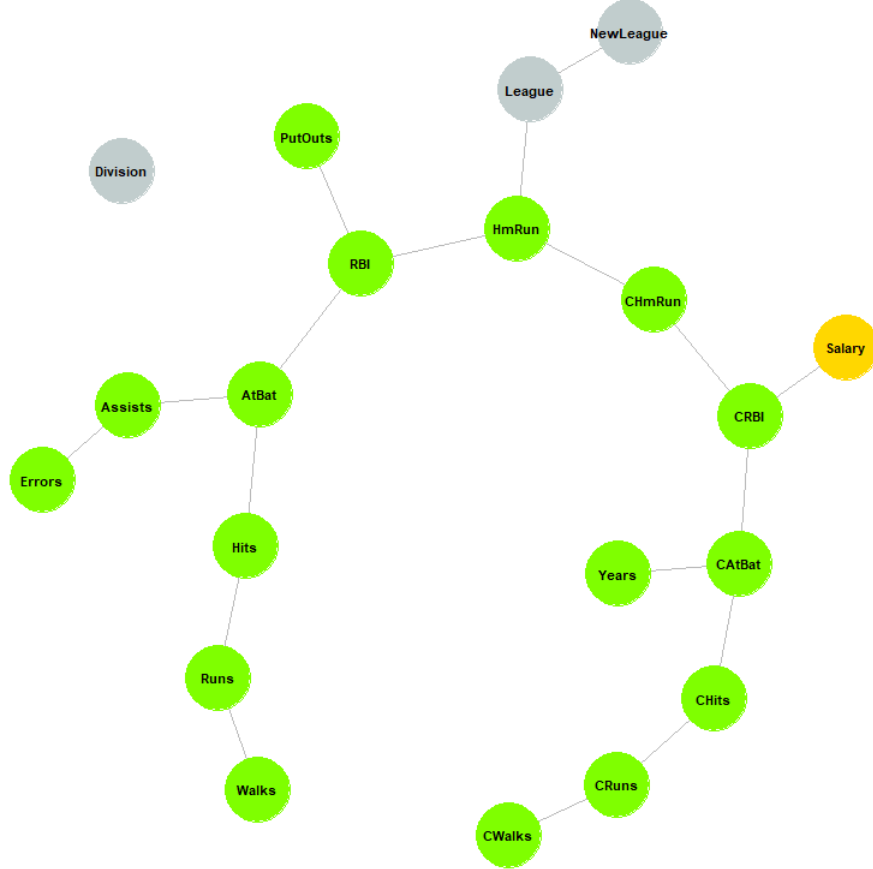 NewLeague
League
PutOuts
Division
HmRun
RBI
CHmRun
Salary
AtBat
Assists
CRBI
Errors
Hits
CAtBat
Years
Runs
CHits
CRuns
Walks
CWalks